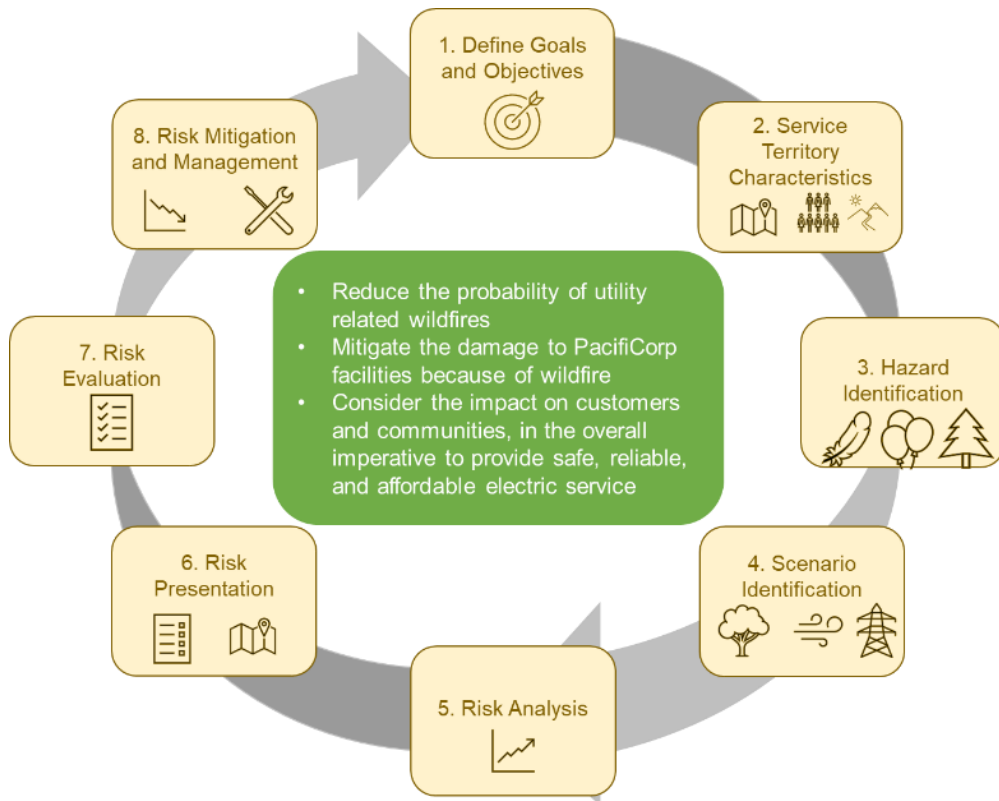 1. Define Goals
and Objectives
2. Service
Territory
Characteristics
3. Hazard
Identification
4. Scenario
Identification
5. Risk Analysis
6. Risk
Presentation
7. Risk
Evaluation
8. Risk Mitigation
and Management
• Reduce the probability of utility
related wildfires
• Mitigate the damage to PacifiCorp
facilities because of wildfire
• Consider the impact on customers
and communities, in the overall
imperative to provide safe, reliable,
and affordable electric service